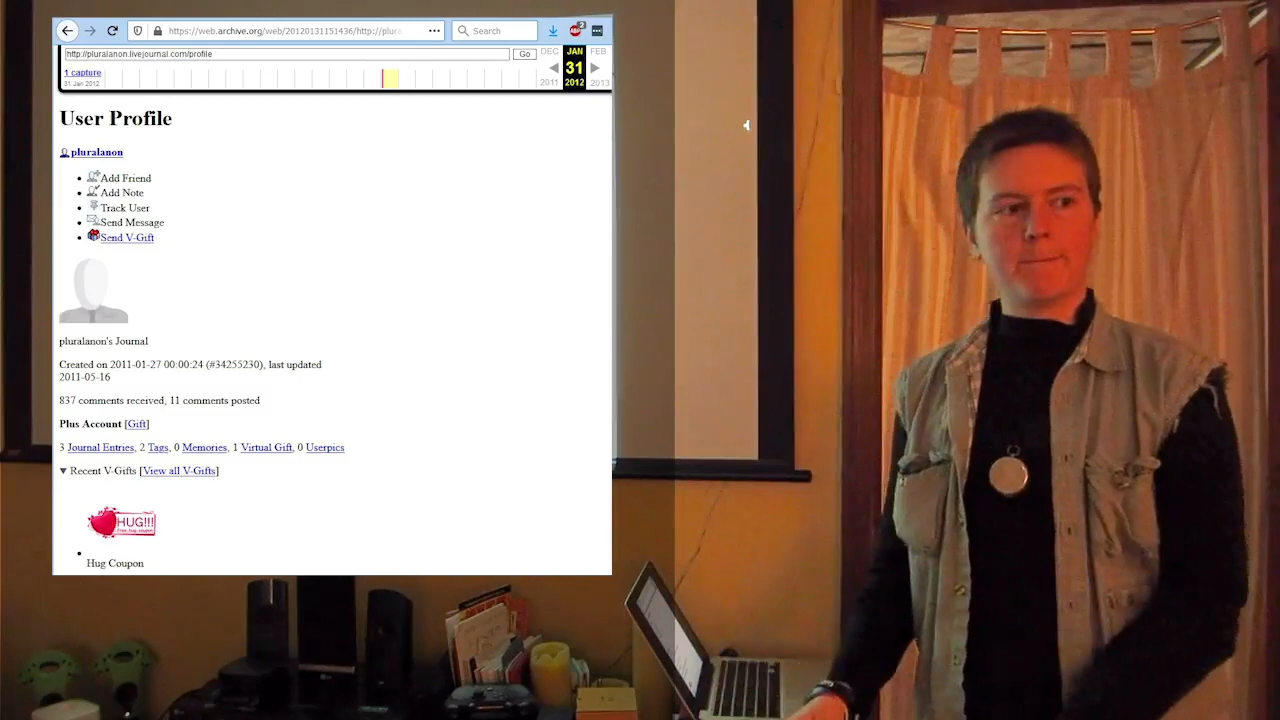 https://web.archive.org/web/20120131151436/http://plura
Search
2
http://pluralanon.livejournal.com/profile
Go
DEC
JAN
FEB
1 capture
31
31 Jan 2012
2011
2012
2013
User Profile
pluralanon
Add Friend
Add Note
Track User
Send Message
Send V-Gift
pluralanon's Journal
Created on 2011-01-27 00:00:24 (#34255230), last updated
2011-05-16
837 comments received, 11 comments posted
Plus Account [Gift]
3 Journal Entries, 2 Tags, 0 Memories, 1 Virtual Gift, 0 Userpics
▼ Recent V-Gifts [View all V-Gifts]
HUG!!!
Hug Coupon